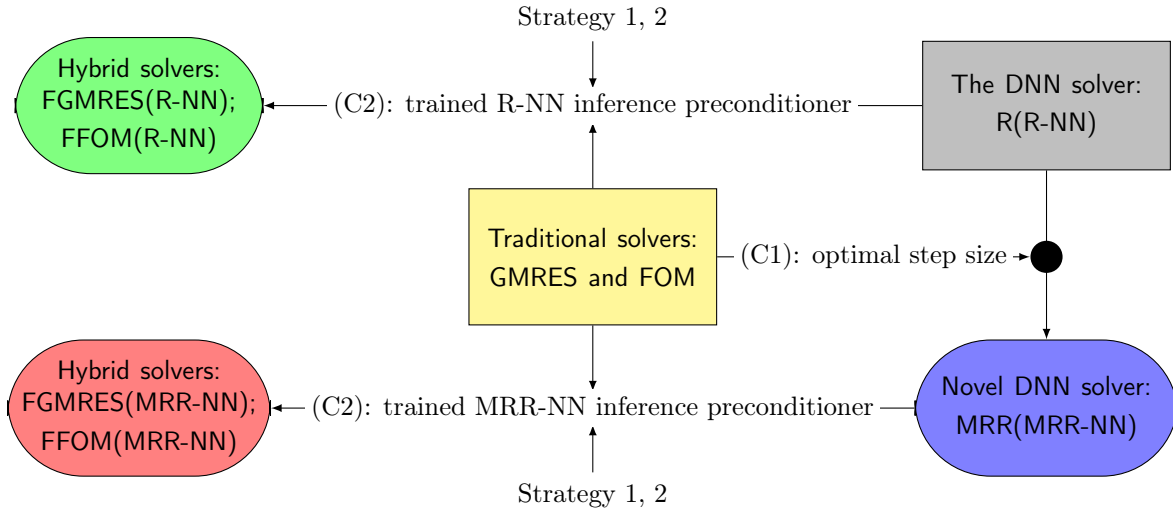 Strategy 1, 2
Hybrid solvers:
FGMRES(R-NN);
FFOM(R-NN)
(C2): trained R-NN inference preconditioner
The DNN solver:
R(R-NN)
Traditional solvers:
GMRES and FOM
(C1): optimal step size
Hybrid solvers:
FGMRES(MRR-NN);
FFOM(MRR-NN)
(C2): trained MRR-NN inference preconditioner
Novel DNN solver:
MRR(MRR-NN)
Strategy 1, 2